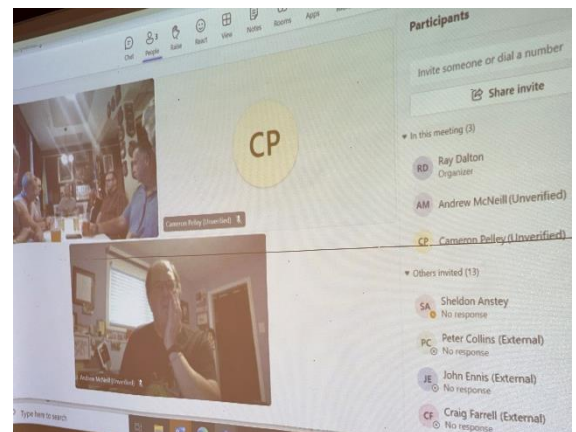 Chat
People
3
Raise
React
View
Notes
Rooms
Apps
Participants
Invite someone or dial a number
Share invite
In this meeting (3)
RD
Ray Dalton
Organizer
AM
Andrew McNeill (Unverified)
CP
Cameron Pelley (Unverified)
Others invited (13)
SA
Sheldon Anstey
No response
PC
Peter Collins (External)
No response
JE
John Ennis (External)
No response
CF
Craig Farrell (External)
No response
CP
Cameron Pelley (Unverified)
Andrew McNeill (Unverified)
Type here to search